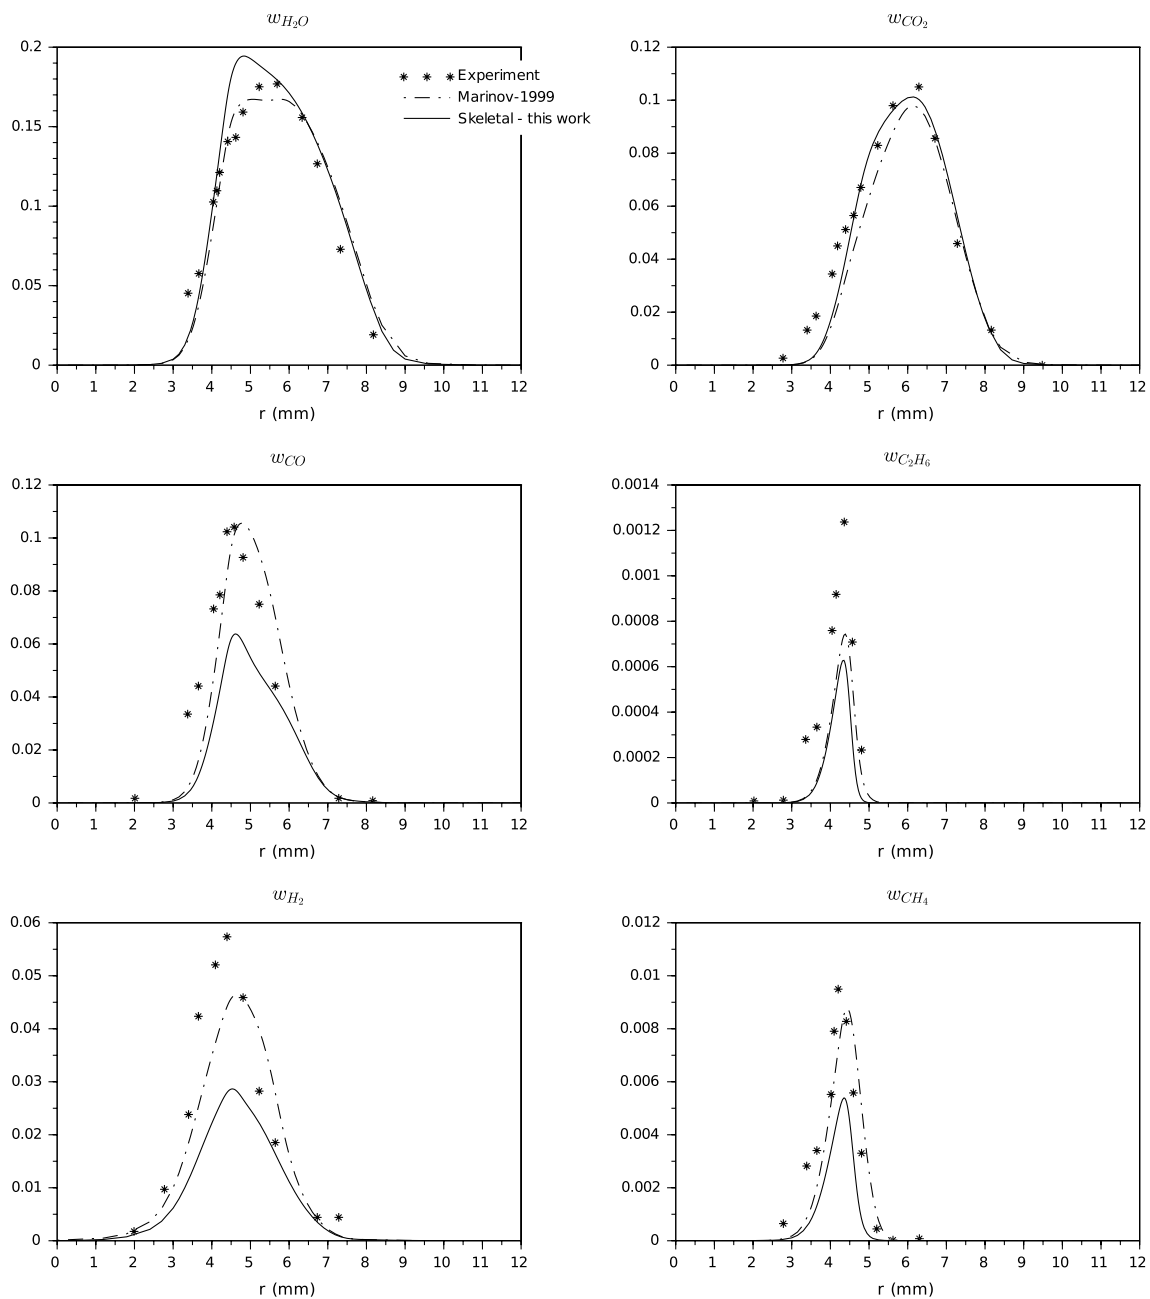 w_{H_2O}
0.2
0.15
0.1
0.05
0
0 1 2 3 4 5 6 7 8 9 10 11 12
r (mm)
Experiment
Marinov-1999
Skeletal - this work
w_{CO_2}
0.12
0.1
0.08
0.06
0.04
0.02
0
0 1 2 3 4 5 6 7 8 9 10 11 12
r (mm)
w_{CO}
0.12
0.1
0.08
0.06
0.04
0.02
0
0 1 2 3 4 5 6 7 8 9 10 11 12
r (mm)
w_{C_2H_6}
0.0014
0.0012
0.001
0.0008
0.0006
0.0004
0.0002
0
0 1 2 3 4 5 6 7 8 9 10 11 12
r (mm)
w_{H_2}
0.06
0.05
0.04
0.03
0.02
0.01
0
0 1 2 3 4 5 6 7 8 9 10 11 12
r (mm)
w_{CH_4}
0.012
0.01
0.008
0.006
0.004
0.002
0
0 1 2 3 4 5 6 7 8 9 10 11 12
r (mm)